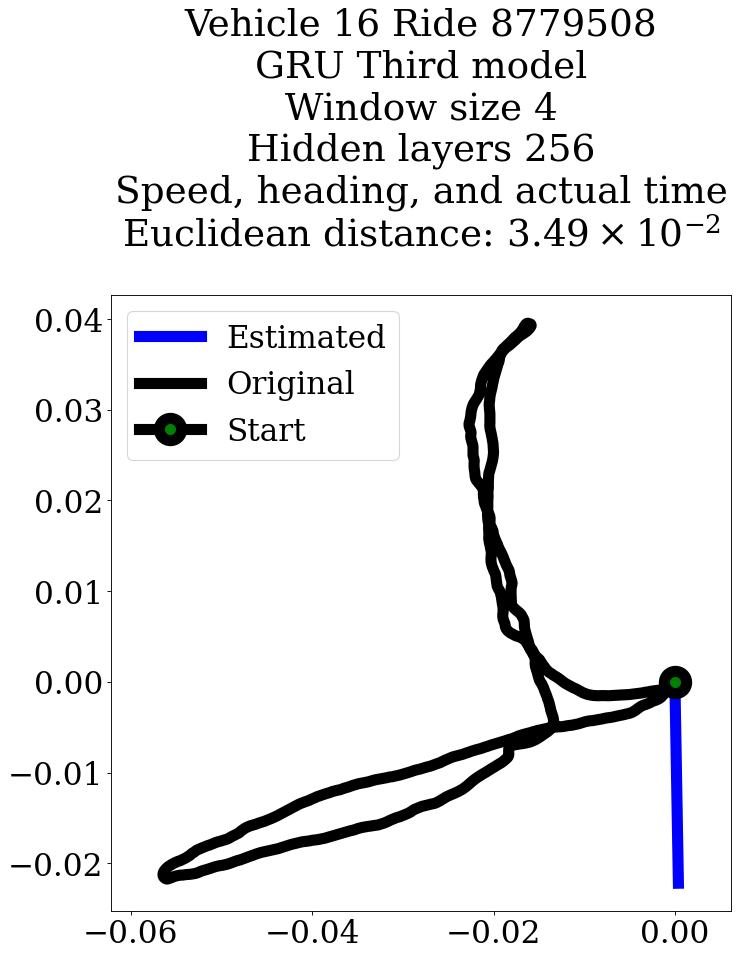 Vehicle 16 Ride 8779508
GRU Third model
Window size 4
Hidden layers 256
Speed, heading, and actual time
Euclidean distance: 3.49 × 10⁻²
Estimated
Original
Start
0.04
0.03
0.02
0.01
0.00
−0.01
−0.02
−0.06 −0.04 −0.02 0.00